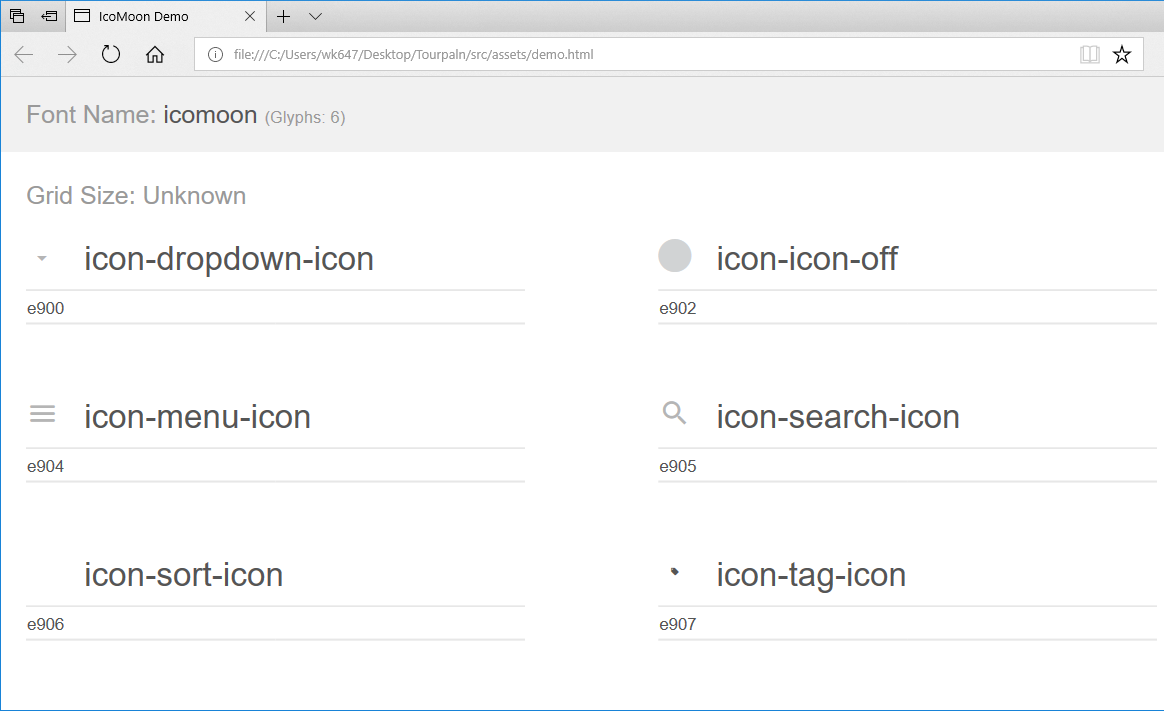 IcoMoon Demo
file:///C:/Users/wk647/Desktop/Tourpaln/src/assets/demo.html
Font Name: icomoon (Glyphs: 6)
Grid Size: Unknown
icon-dropdown-icon
e900
icon-icon-off
e902
icon-menu-icon
e904
icon-search-icon
e905
icon-sort-icon
e906
icon-tag-icon
e907